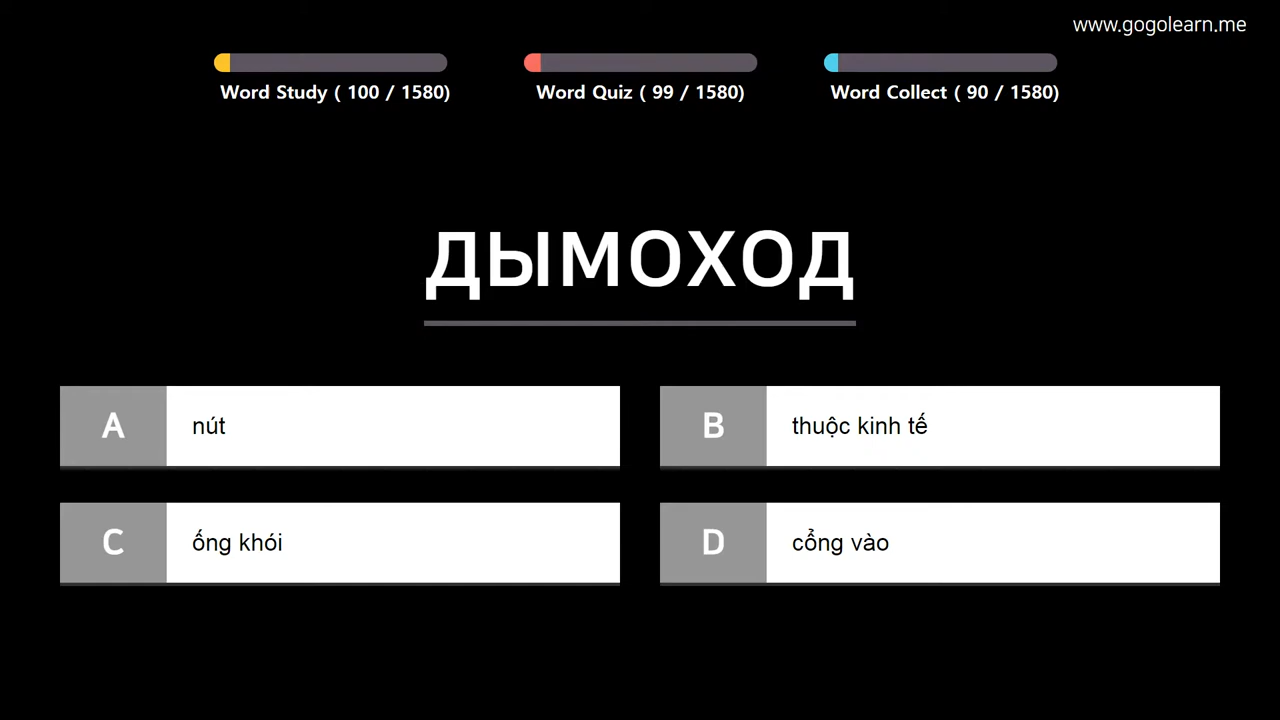 www.gogolearn.me
Word Study ( 100 / 1580)
Word Quiz ( 99 / 1580)
Word Collect ( 90 / 1580)
дымоход
A nút
B thuộc kinh tế
C ống khói
D cổng vào